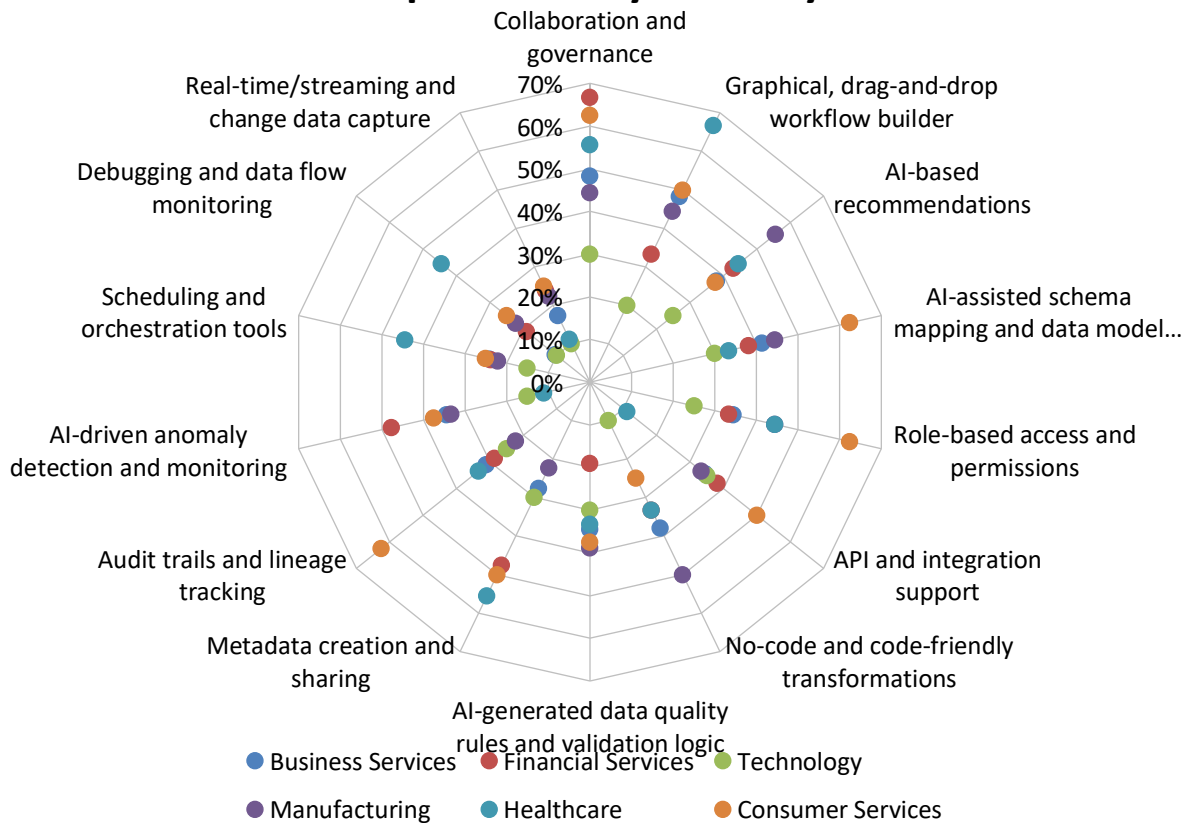 Collaboration and
governance
Real-time/streaming and
change data capture
Graphical, drag-and-drop
workflow builder
Debugging and data flow
monitoring
AI-based
recommendations
Scheduling and
orchestration tools
AI-assisted schema
mapping and data model...
AI-driven anomaly
detection and monitoring
Role-based access and
permissions
Audit trails and lineage
tracking
API and integration
support
Metadata creation and
sharing
No-code and code-friendly
transformations
AI-generated data quality
rules and validation logic
70%
60%
50%
40%
30%
20%
10%
0%
Business Services
Financial Services
Technology
Manufacturing
Healthcare
Consumer Services